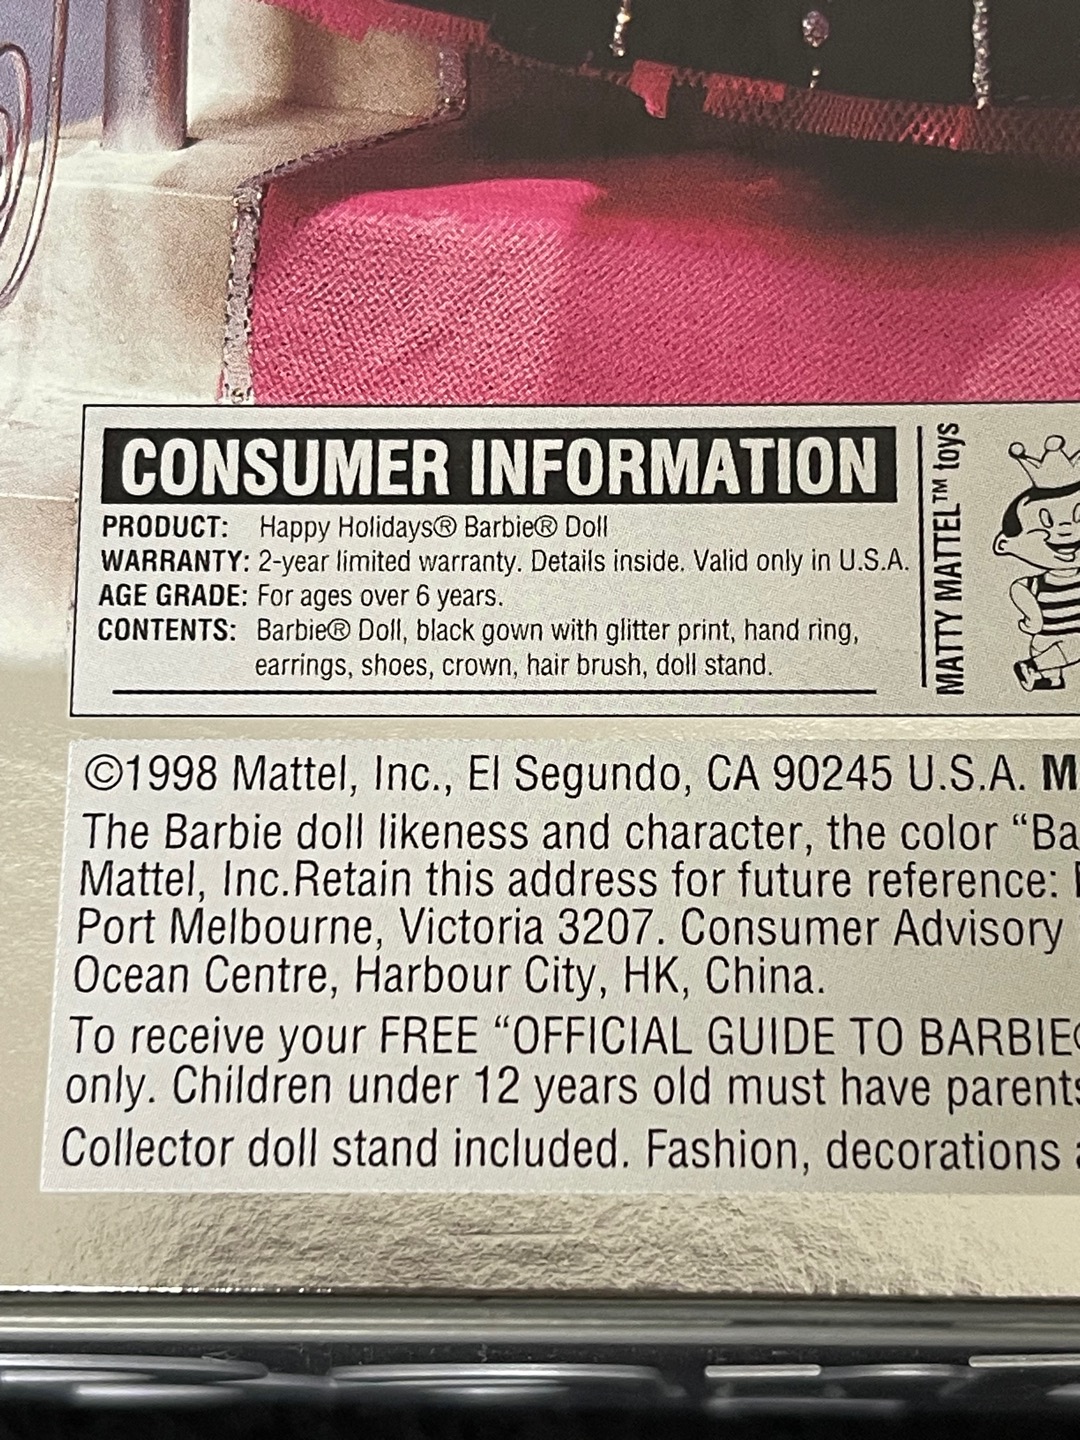 CONSUMER INFORMATION
PRODUCT: Happy Holidays® Barbie® Doll
WARRANTY: 2-year limited warranty. Details inside. Valid only in U.S.A.
AGE GRADE: For ages over 6 years.
CONTENTS: Barbie® Doll, black gown with glitter print, hand ring,
earrings, shoes, crown, hair brush, doll stand.
MATTY MATTEL™ toys
©1998 Mattel, Inc., El Segundo, CA 90245 U.S.A. M
The Barbie doll likeness and character, the color “Ba
Mattel, Inc.Retain this address for future reference:
Port Melbourne, Victoria 3207. Consumer Advisory
Ocean Centre, Harbour City, HK, China.
To receive your FREE “OFFICIAL GUIDE TO BARBIE
only. Children under 12 years old must have parents
Collector doll stand included. Fashion, decorations a